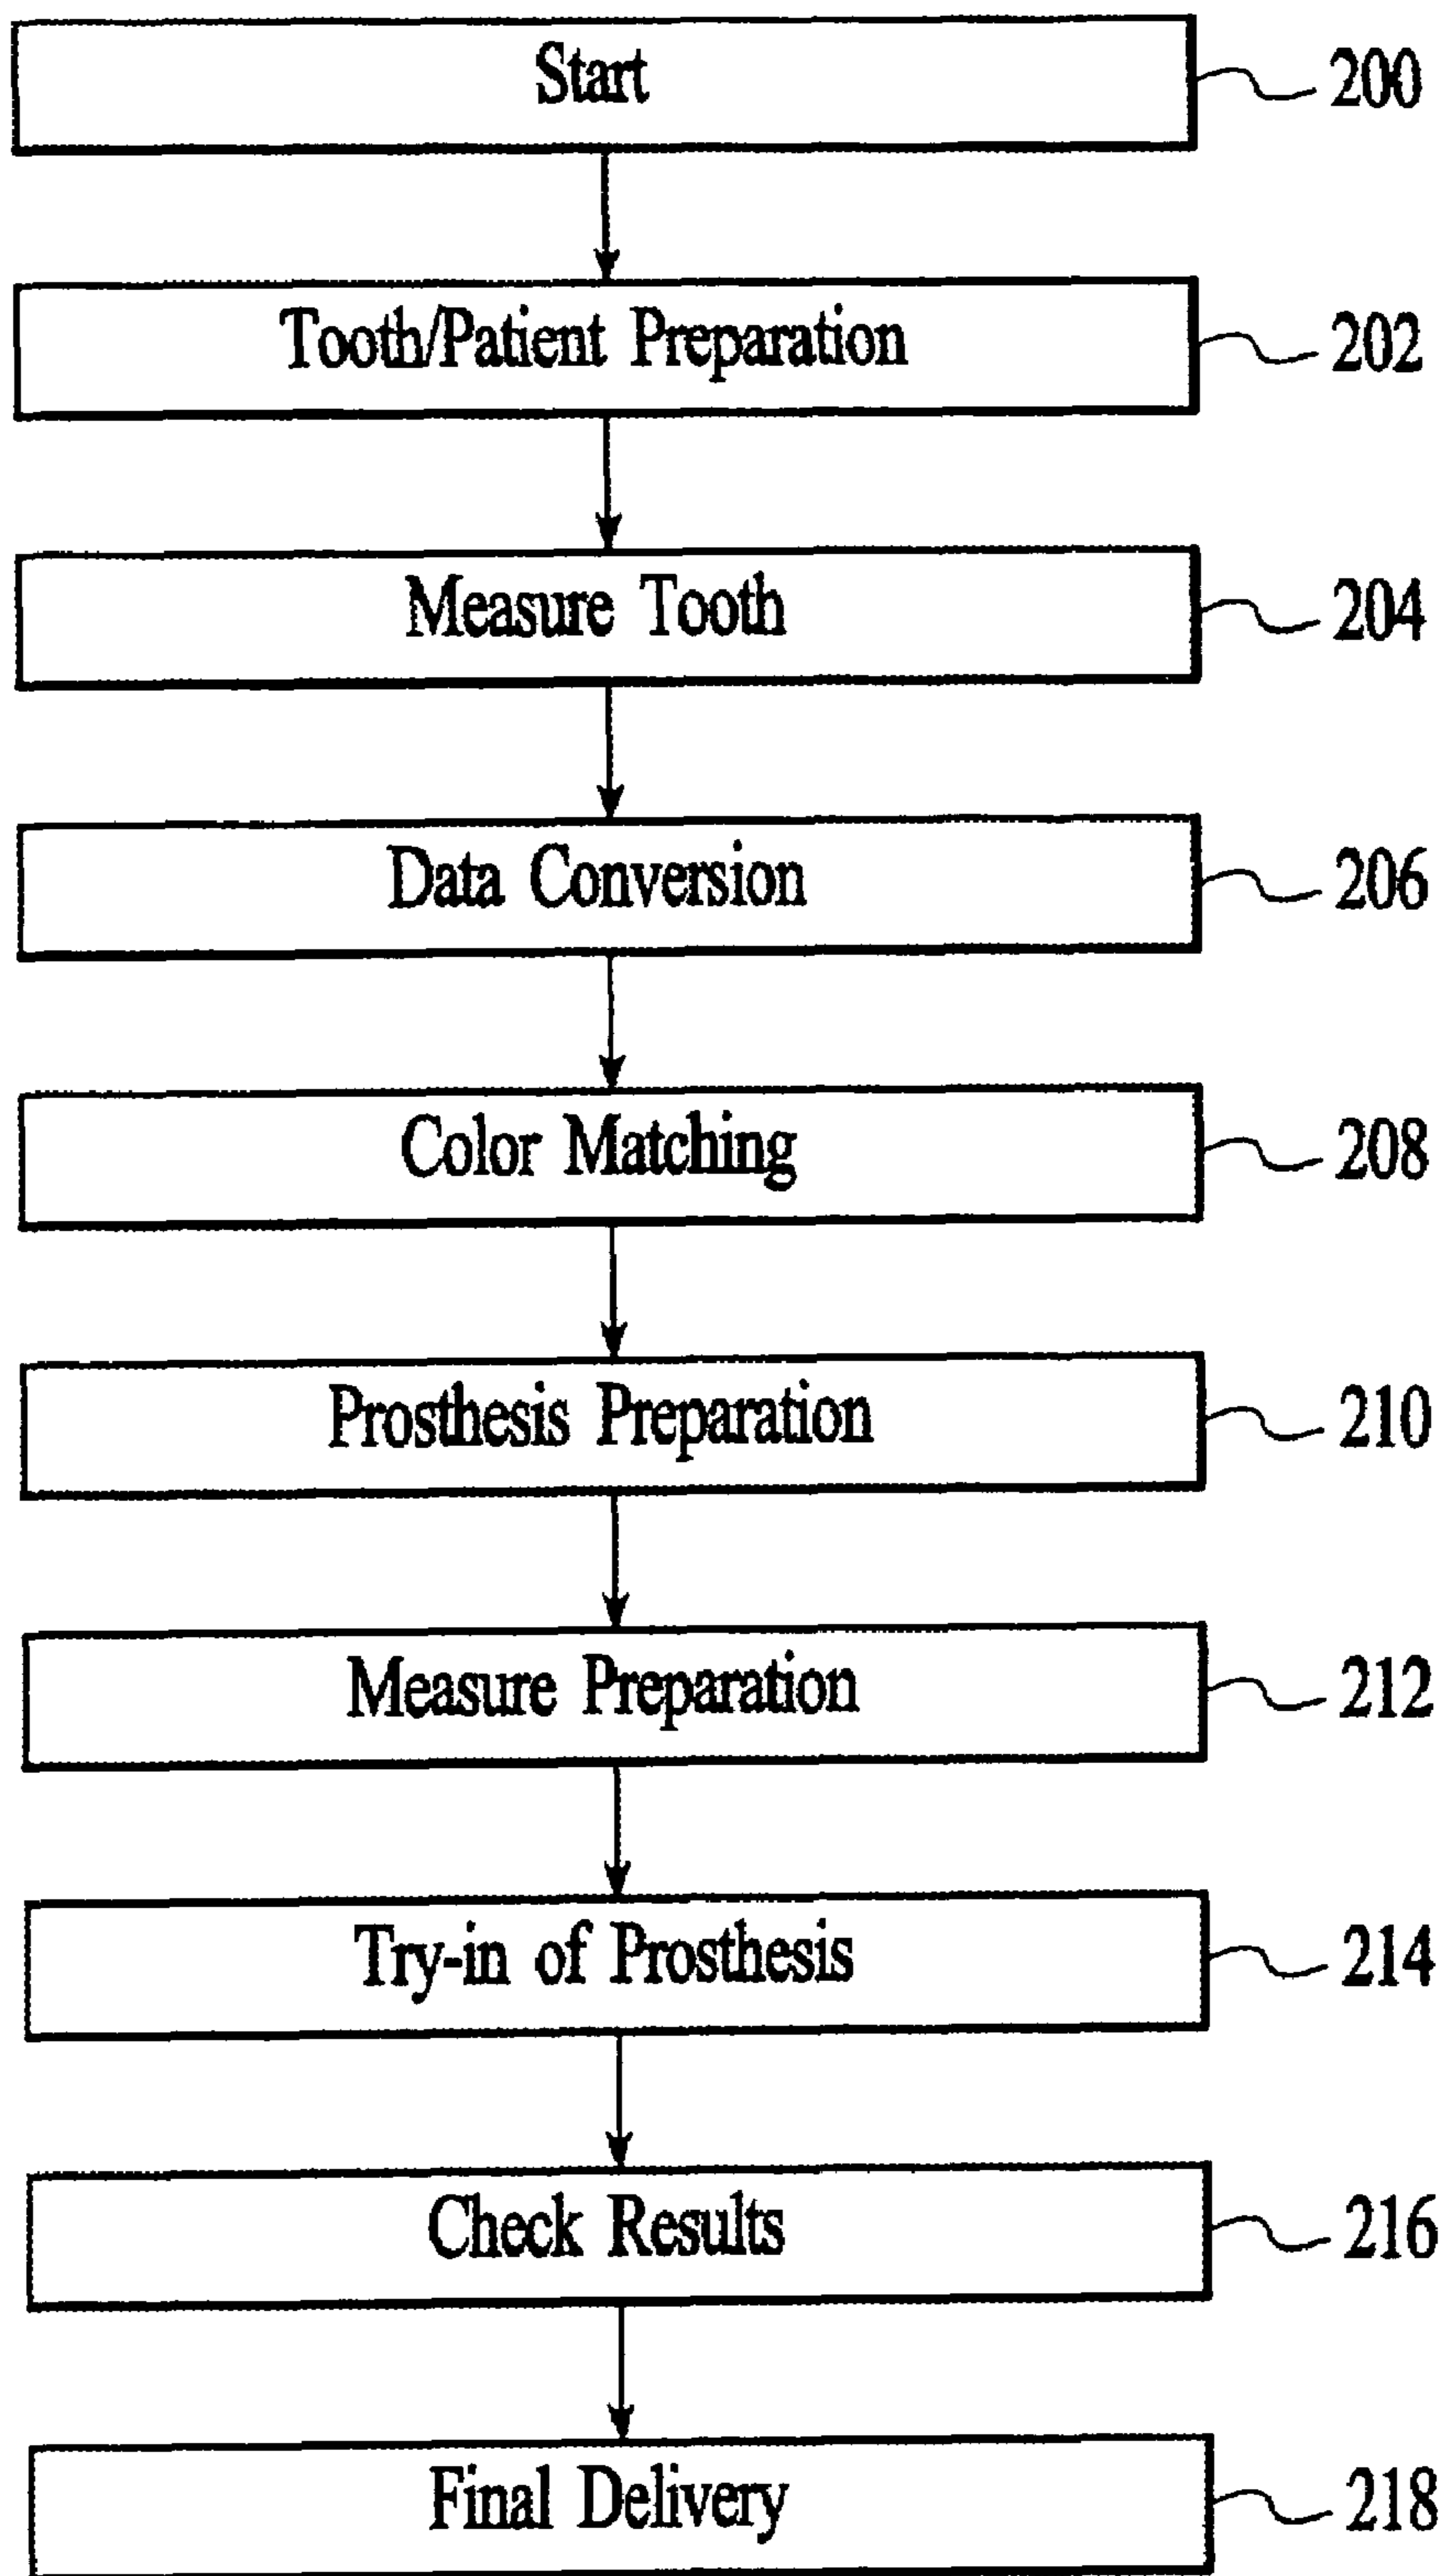 Start 200
Tooth/Patient Preparation 202
Measure Tooth 204
Data Conversion 206
Color Matching 208
Prosthesis Preparation 210
Measure Preparation 212
Try-in of Prosthesis 214
Check Results 216
Final Delivery 218